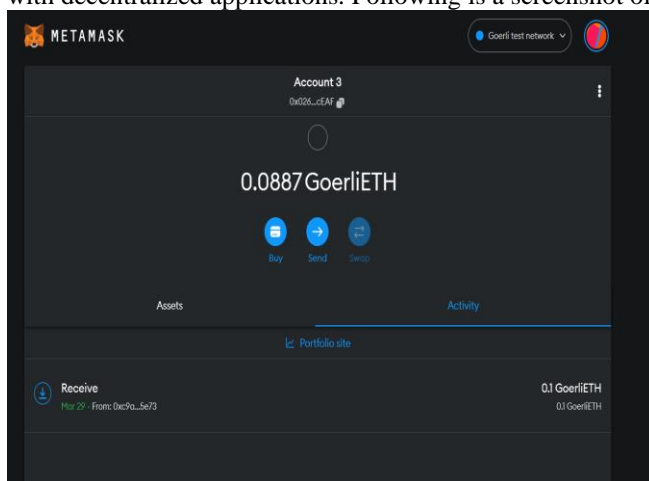 with decentralized applications. Following is a screenshot of
METAMASK
Goerli test network
Account 3
0x026...cEAF
0.0887 GoerliETH
Buy Send Swap
Assets Activity
Portfolio site
Receive 0.1 GoerliETH
Mar 29 · From: 0xc9a...5e73 0.1 GoerliETH